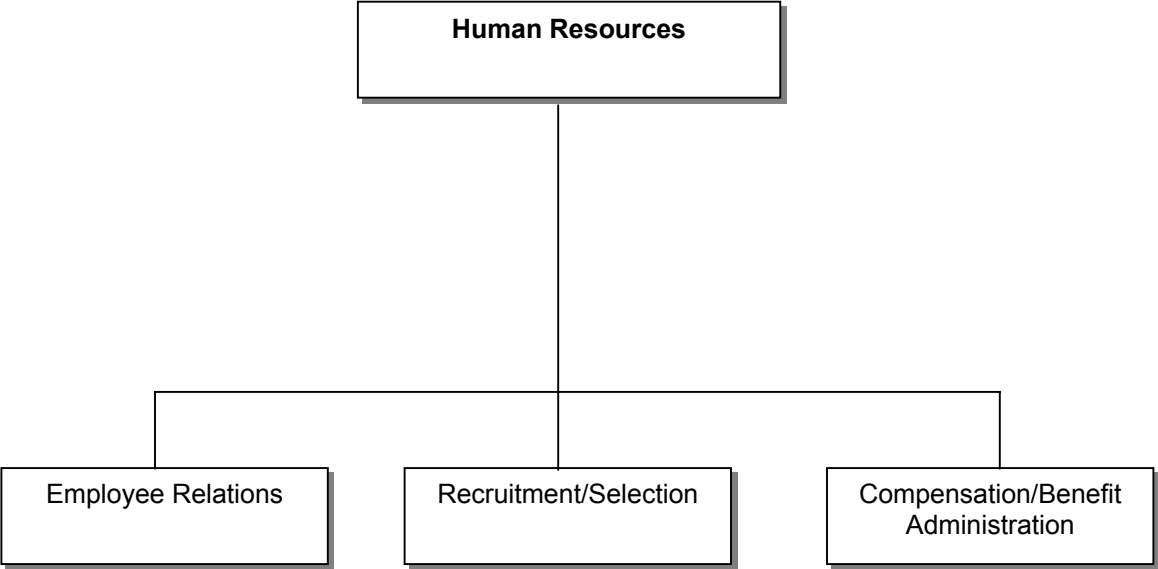 Human Resources
Employee Relations
Recruitment/Selection
Compensation/Benefit
Administration